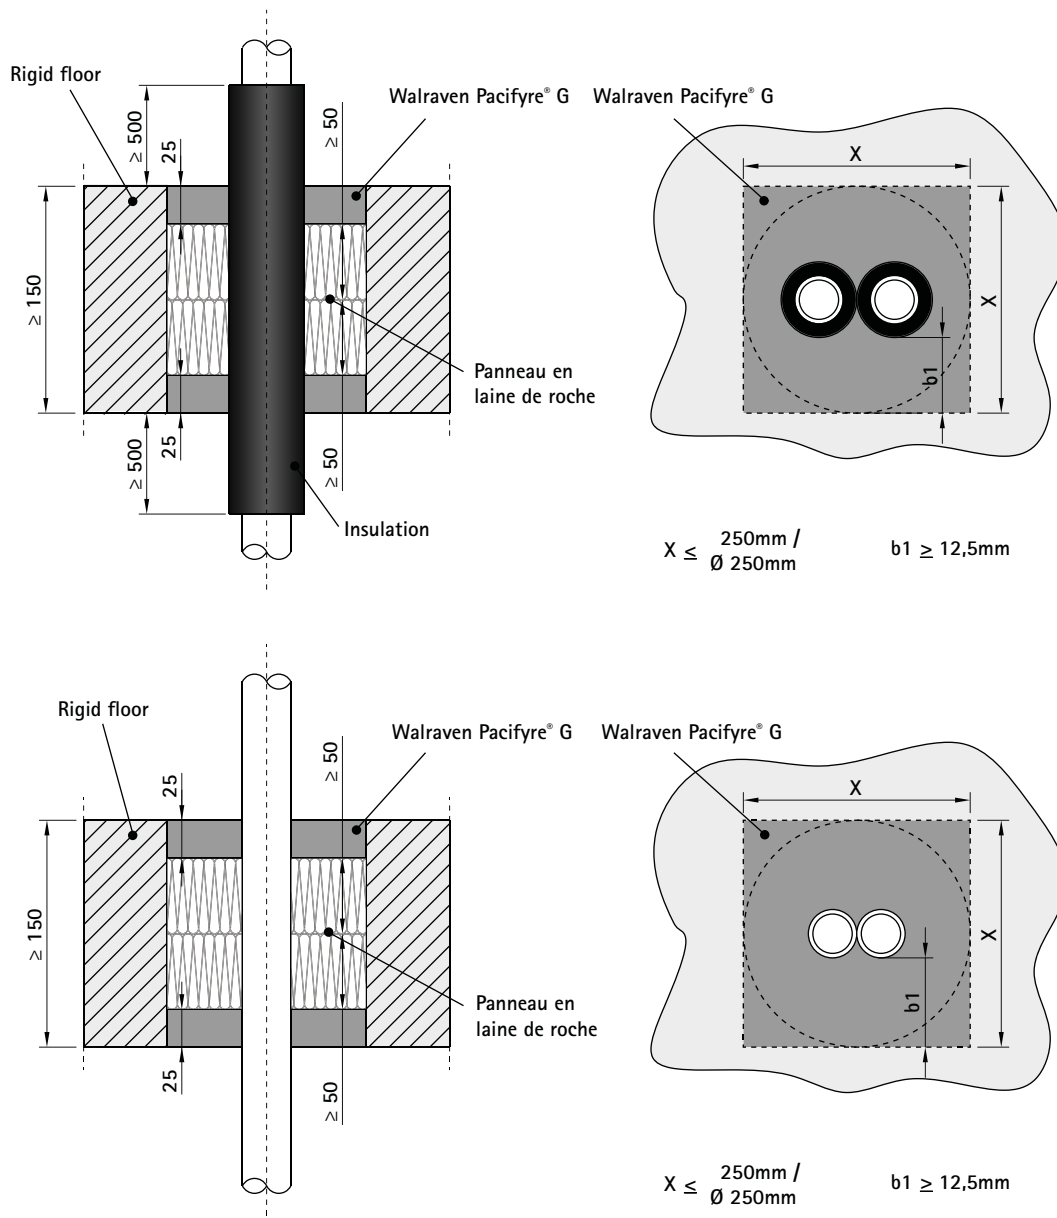 Rigid floor
Walraven Pacifyre® G
Walraven Pacifyre® G
≥ 500
25
≥ 50
≥ 150
X
X
b1
Panneau en
laine de roche
25
≥ 500
≥ 50
Insulation
X ≤ 250mm /
Ø 250mm
b1 ≥ 12,5mm
Rigid floor
Walraven Pacifyre® G
Walraven Pacifyre® G
25
≥ 50
≥ 150
X
X
b1
Panneau en
laine de roche
25
≥ 50
X ≤ 250mm /
Ø 250mm
b1 ≥ 12,5mm